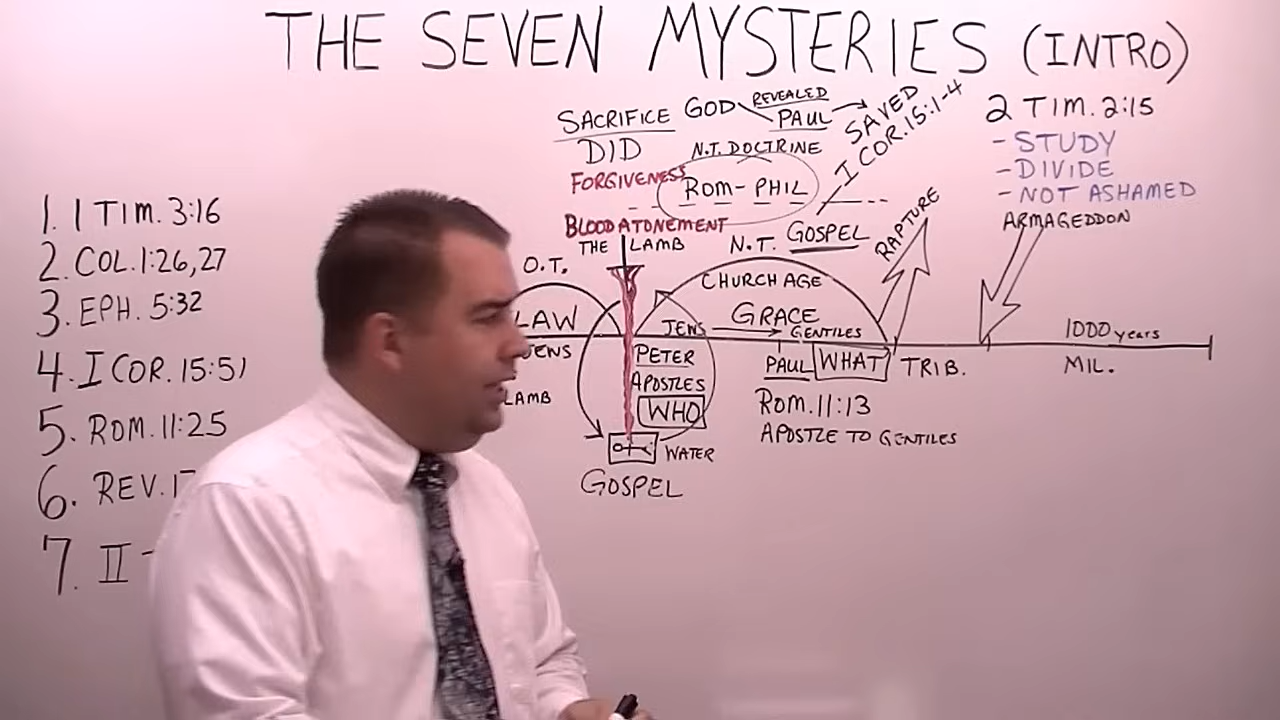 THE SEVEN MYSTERIES (INTRO)
1. 1 TIM. 3:16
2. COL. 1:26,27
3. EPH. 5:32
4. I COR. 15:51
5. ROM. 11:25
6. REV. 17
7. II
SACRIFICE
DID
FORGIVENESS
BLOOD ATONEMENT
THE LAMB
GOD REVEALED
PAUL
SAVED
I COR. 15:1-4
N.T. DOCTRINE
ROM-PHIL
N.T. GOSPEL
2 TIM. 2:15
- STUDY
- DIVIDE
- NOT ASHAMED
ARMAGEDDON
RAPTURE
O.T.
LAW
JEWS
LAMB
CHURCH AGE
GRACE
JEWS GENTILES
PETER
APOSTLES
WHO
WATER
GOSPEL
PAUL WHAT
ROM. 11:13
APOSTLE TO GENTILES
TRIB.
1000 years
MIL.